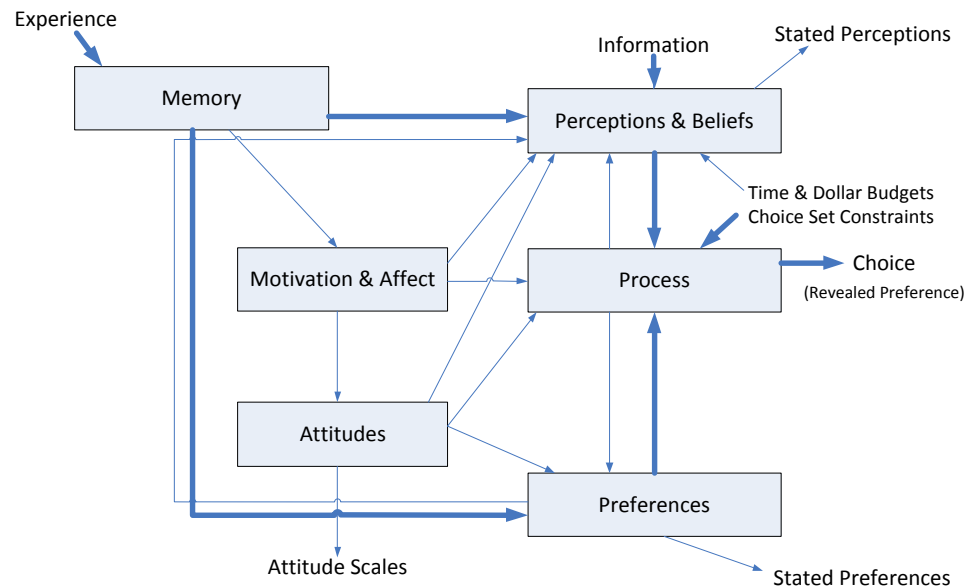 Experience
Information
Stated Perceptions
Memory
Perceptions & Beliefs
Time & Dollar Budgets
Choice Set Constraints
Motivation & Affect
Process
Choice
(Revealed Preference)
Attitudes
Preferences
Attitude Scales
Stated Preferences